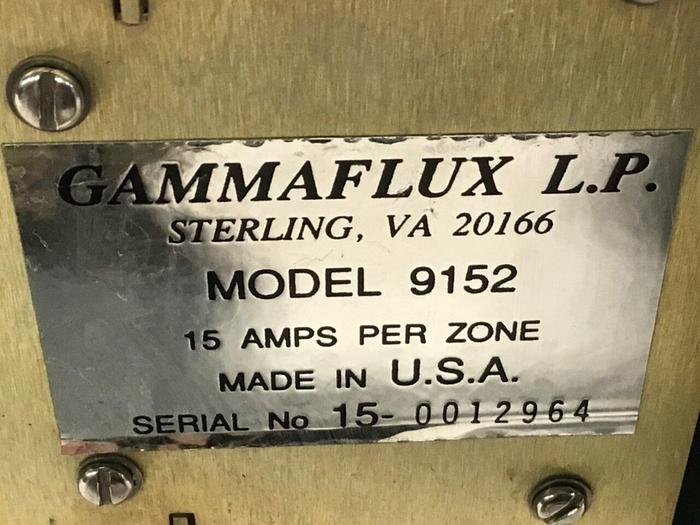 GAMMAFLUX L.P.
STERLING, VA 20166
MODEL 9152
15 AMPS PER ZONE
MADE IN U.S.A.
SERIAL No 15- 0012964